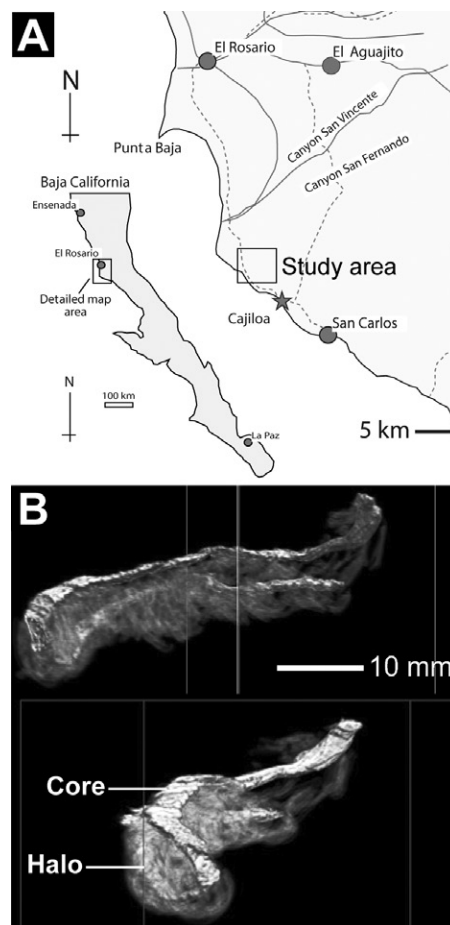 A
El Rosario
El Aguajito
N
Canyon San Vincente
Canyon San Fernando
Punta Baja
Baja California
Ensenada
El Rosario
Detailed map
area
Study area
Cajiloa
San Carlos
N
100 km
La Paz
5 km
B
10 mm
Core
Halo